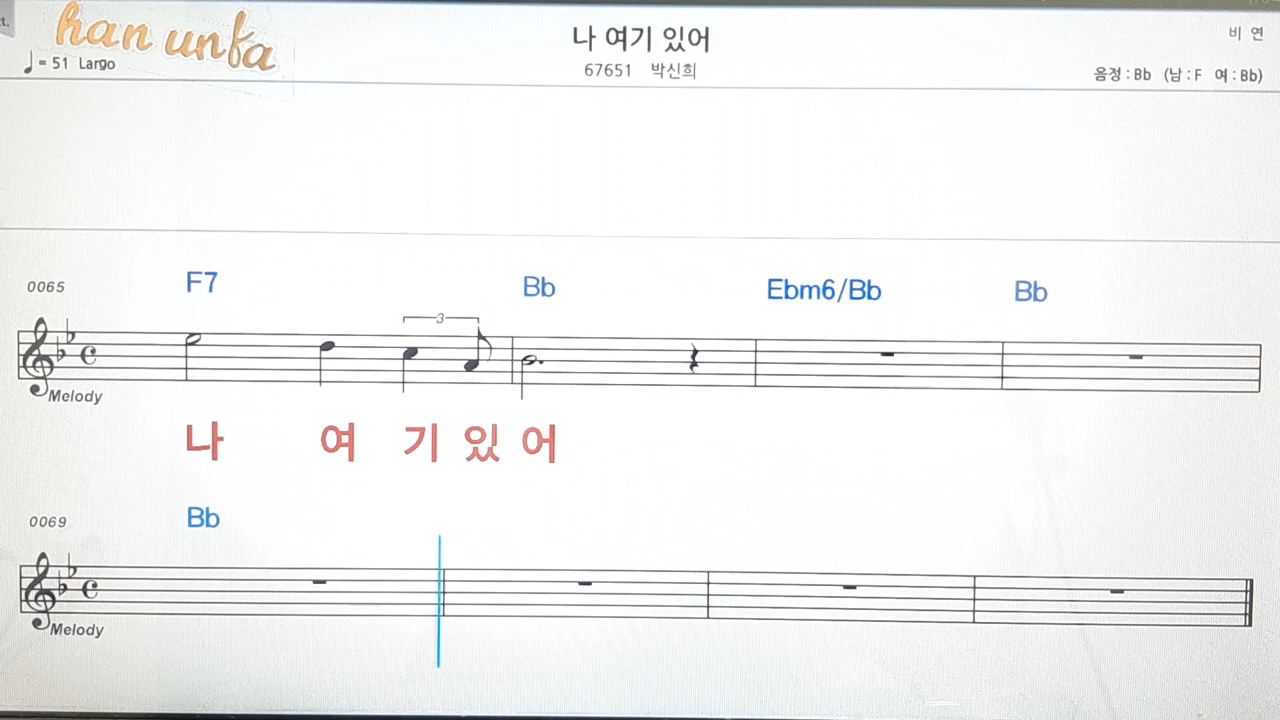 t.
han unfa
나 여기 있어
비 연
♩= 51 Largo
67651 박신희
음정 : Bb (남 : F 여 : Bb)
0065 F7 Bb Ebm6/Bb Bb
3
Melody
나 여 기 있 어
0069 Bb
Melody